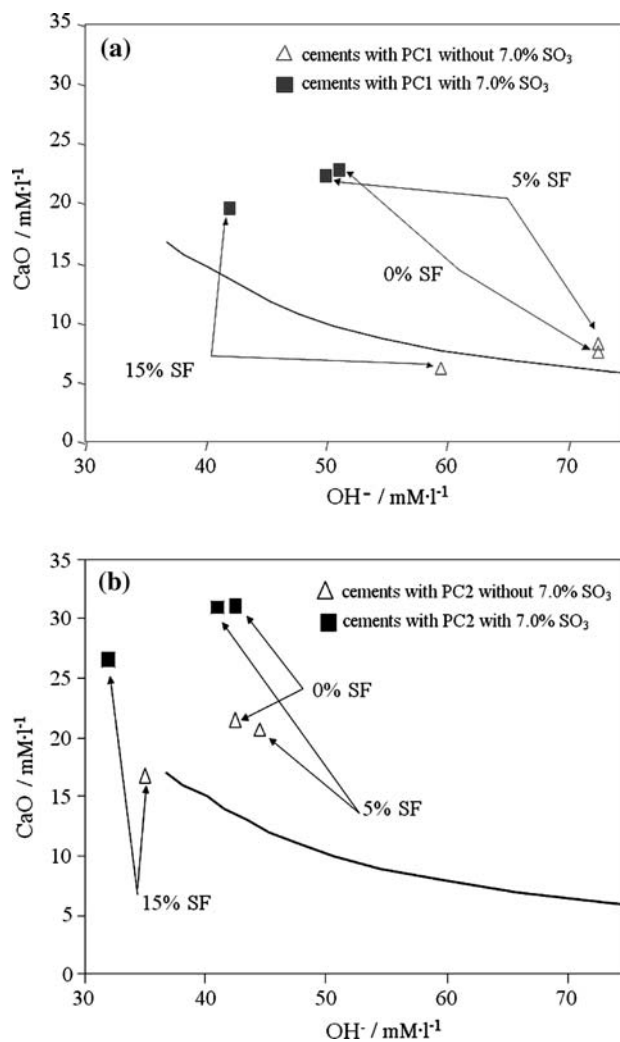 (a)
△ cements with PC1 without 7.0% SO₃
■ cements with PC1 with 7.0% SO₃
35
30
25
20
15
10
5
0
CaO / mM·l⁻¹
5% SF
0% SF
15% SF
30 40 50 60 70
OH⁻ / mM·l⁻¹
(b)
△ cements with PC2 without 7.0% SO₃
■ cements with PC2 with 7.0% SO₃
35
30
25
20
15
10
5
0
CaO / mM·l⁻¹
0% SF
5% SF
15% SF
30 40 50 60 70
OH⁻ / mM·l⁻¹